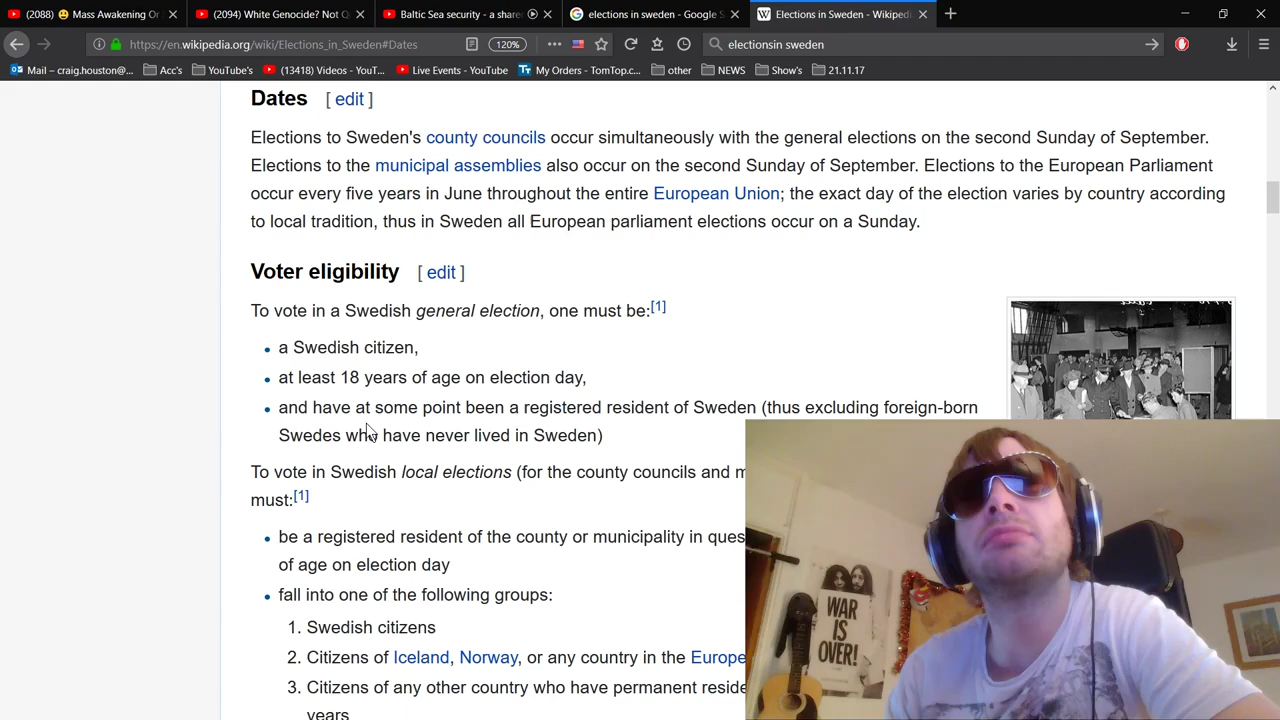 (2088) 😃 Mass Awakening Or
(2094) White Genocide? Not Q
Baltic Sea security - a share
elections in sweden - Google S
Elections in Sweden - Wikipedi
https://en.wikipedia.org/wiki/Elections_in_Sweden#Dates
120%
electionsin sweden
Mail – craig.houston@...
Acc's
YouTube's
(13418) Videos - YouT...
Live Events - YouTube
My Orders - TomTop.c...
other
NEWS
Show's
21.11.17
Dates [ edit ]
Elections to Sweden's county councils occur simultaneously with the general elections on the second Sunday of September.
Elections to the municipal assemblies also occur on the second Sunday of September. Elections to the European Parliament
occur every five years in June throughout the entire European Union; the exact day of the election varies by country according
to local tradition, thus in Sweden all European parliament elections occur on a Sunday.
Voter eligibility [ edit ]
To vote in a Swedish general election, one must be:[1]
• a Swedish citizen,
• at least 18 years of age on election day,
• and have at some point been a registered resident of Sweden (thus excluding foreign-born
Swedes who have never lived in Sweden)
To vote in Swedish local elections (for the county councils and m
must:[1]
• be a registered resident of the county or municipality in ques
of age on election day
• fall into one of the following groups:
1. Swedish citizens
2. Citizens of Iceland, Norway, or any country in the Europe
3. Citizens of any other country who have permanent reside
years
WAR
IS
OVER!